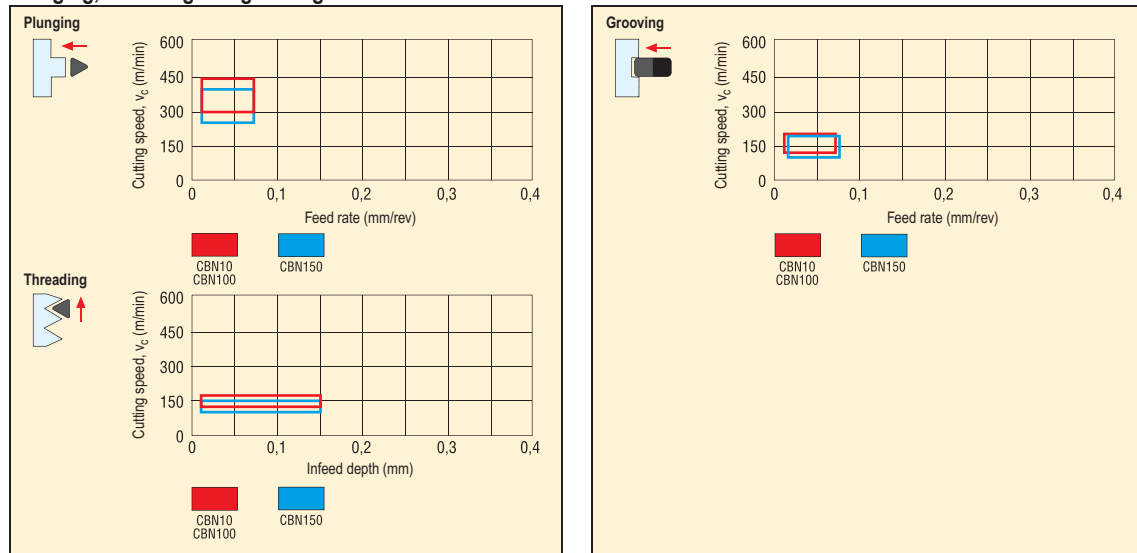 Plunging
600
450
300
150
0
Cutting speed, vc (m/min)
0 0,1 0,2 0,3 0,4
Feed rate (mm/rev)
CBN10
CBN100
CBN150
Threading
600
450
300
150
0
Cutting speed, vc (m/min)
0 0,1 0,2 0,3 0,4
Infeed depth (mm)
CBN10
CBN100
CBN150
Grooving
600
450
300
150
0
Cutting speed, vc (m/min)
0 0,1 0,2 0,3 0,4
Feed rate (mm/rev)
CBN10
CBN100
CBN150